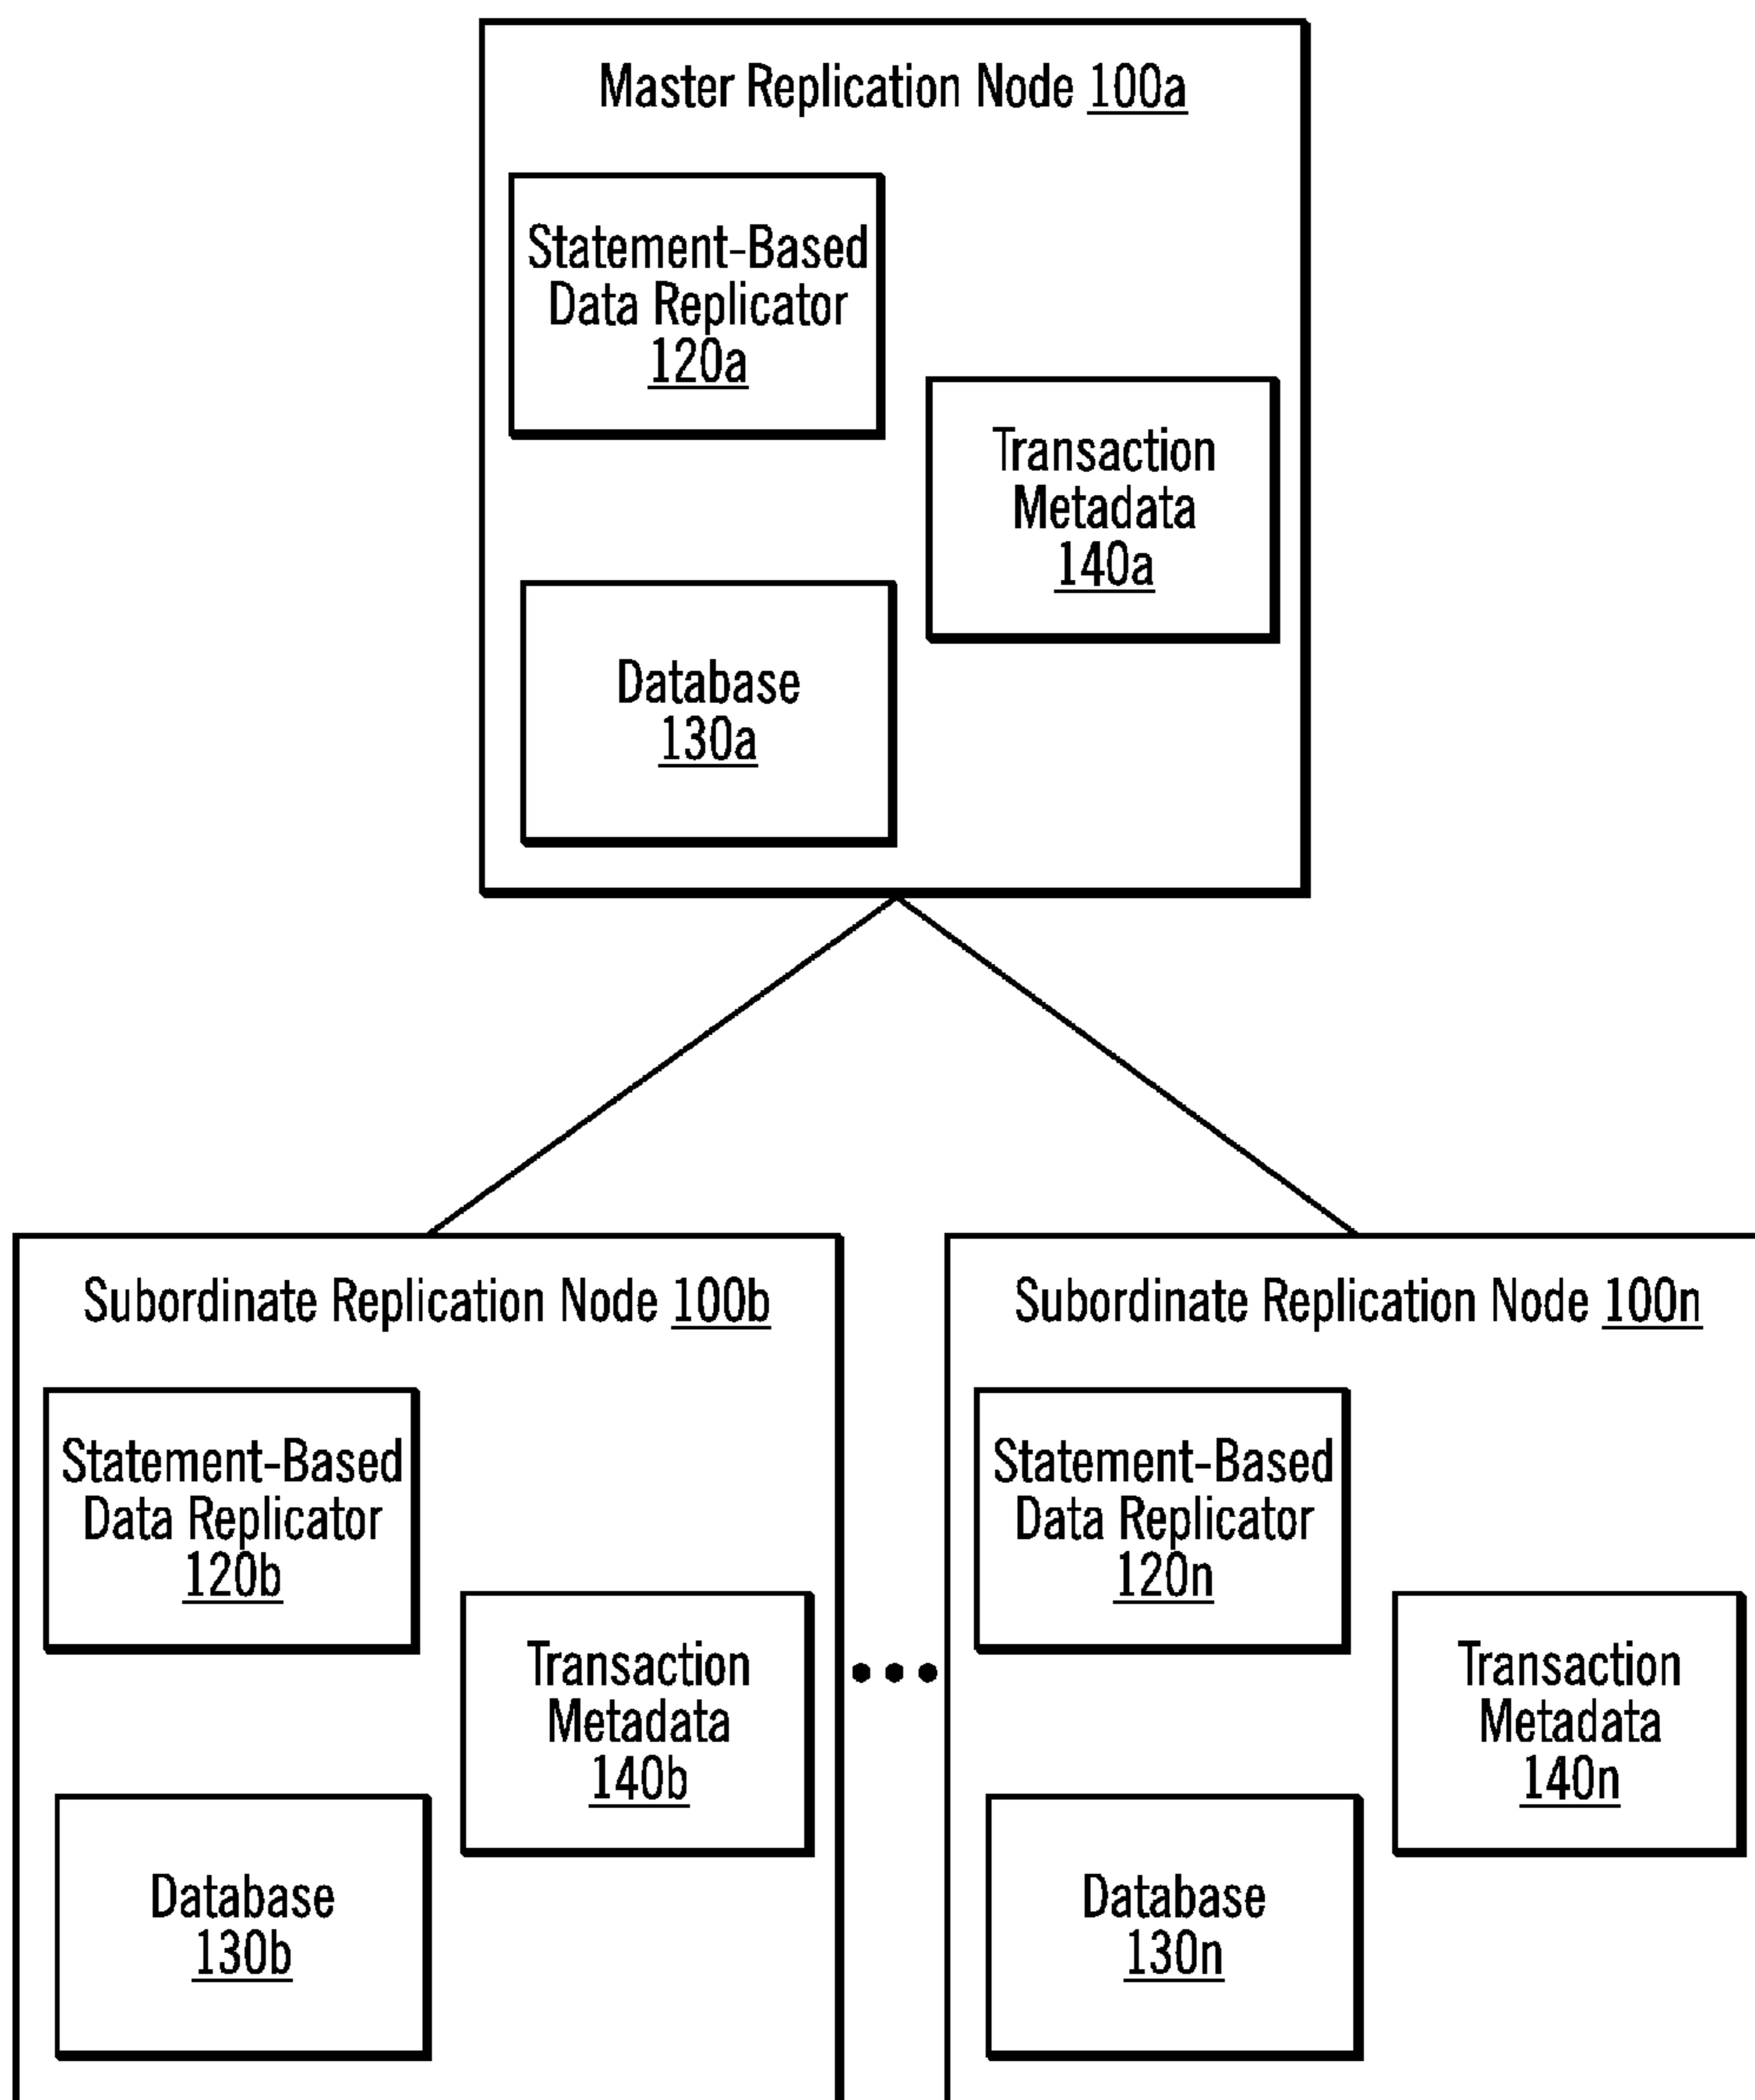 Master Replication Node 100a
Statement-Based
Data Replicator
120a
Transaction
Metadata
140a
Database
130a
Subordinate Replication Node 100b
Statement-Based
Data Replicator
120b
Transaction
Metadata
140b
Database
130b
Subordinate Replication Node 100n
Statement-Based
Data Replicator
120n
Transaction
Metadata
140n
Database
130n